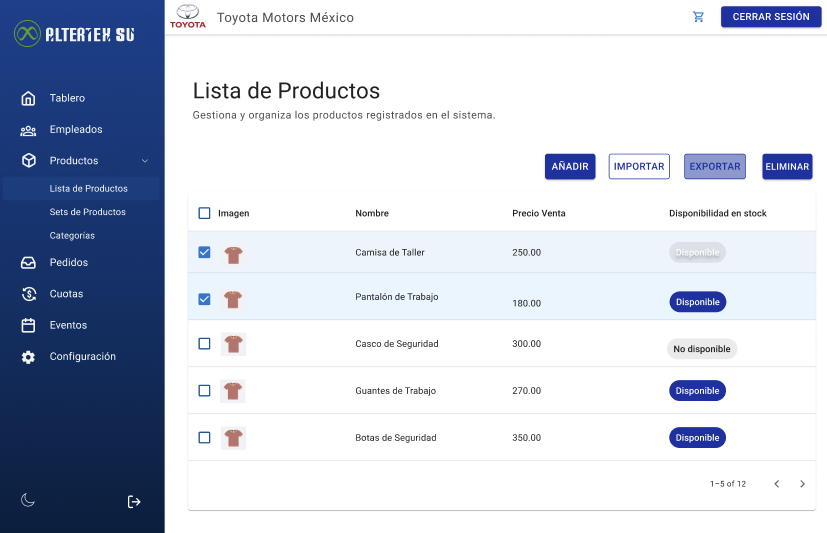 ALTERTEX SU
Tablero
Empleados
Productos
Lista de Productos
Sets de Productos
Categorías
Pedidos
Cuotas
Eventos
Configuración
TOYOTA
Toyota Motors México
CERRAR SESIÓN
Lista de Productos
Gestiona y organiza los productos registrados en el sistema.
AÑADIR IMPORTAR EXPORTAR ELIMINAR
Imagen Nombre Precio Venta Disponibilidad en stock
Camisa de Taller 250.00 Disponible
Pantalón de Trabajo 180.00 Disponible
Casco de Seguridad 300.00 No disponible
Guantes de Trabajo 270.00 Disponible
Botas de Seguridad 350.00 Disponible
1–5 of 12